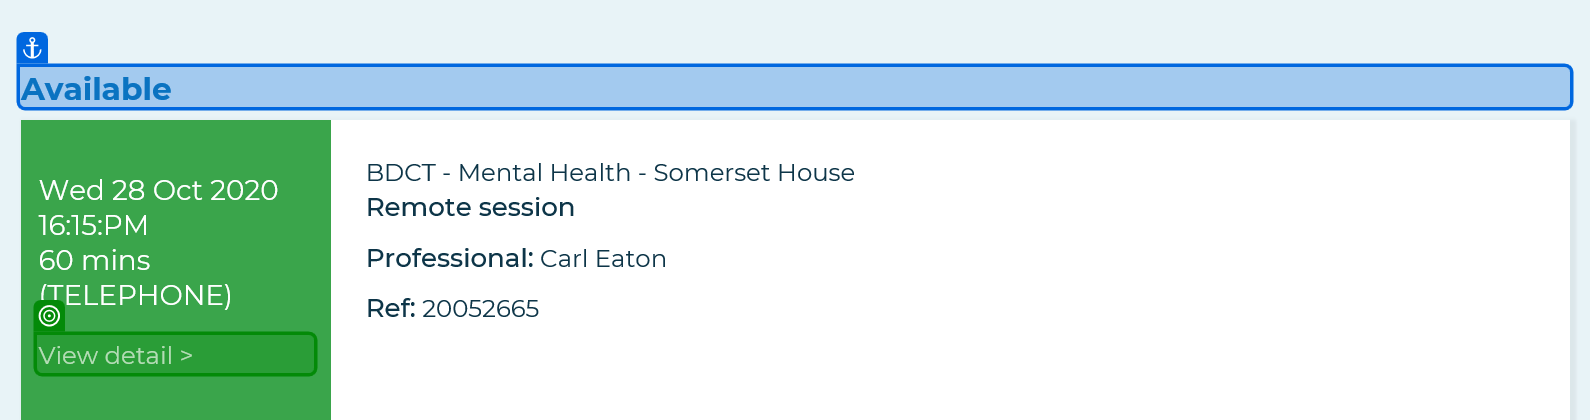 Available
Wed 28 Oct 2020
16:15:PM
60 mins
(TELEPHONE)
View detail >
BDCT - Mental Health - Somerset House
Remote session
Professional: Carl Eaton
Ref: 20052665